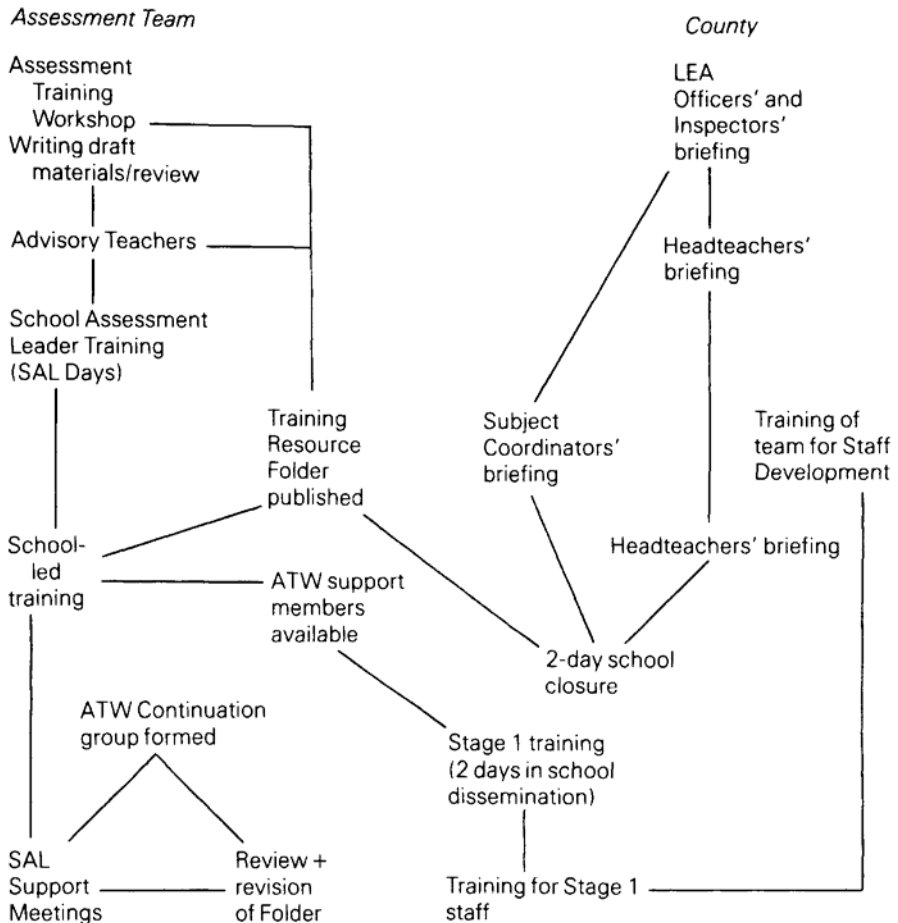 Assessment Team
County
Assessment
Training
Workshop
Writing draft
materials/review
LEA
Officers' and
Inspectors'
briefing
Advisory Teachers
Headteachers'
briefing
School Assessment
Leader Training
(SAL Days)
Training
Resource
Folder
published
Subject
Coordinators'
briefing
Training of
team for Staff
Development
School-
led
training
Headteachers' briefing
ATW support
members
available
2-day school
closure
ATW Continuation
group formed
Stage 1 training
(2 days in school
dissemination)
SAL
Support
Meetings
Review +
revision
of Folder
Training for Stage 1
staff